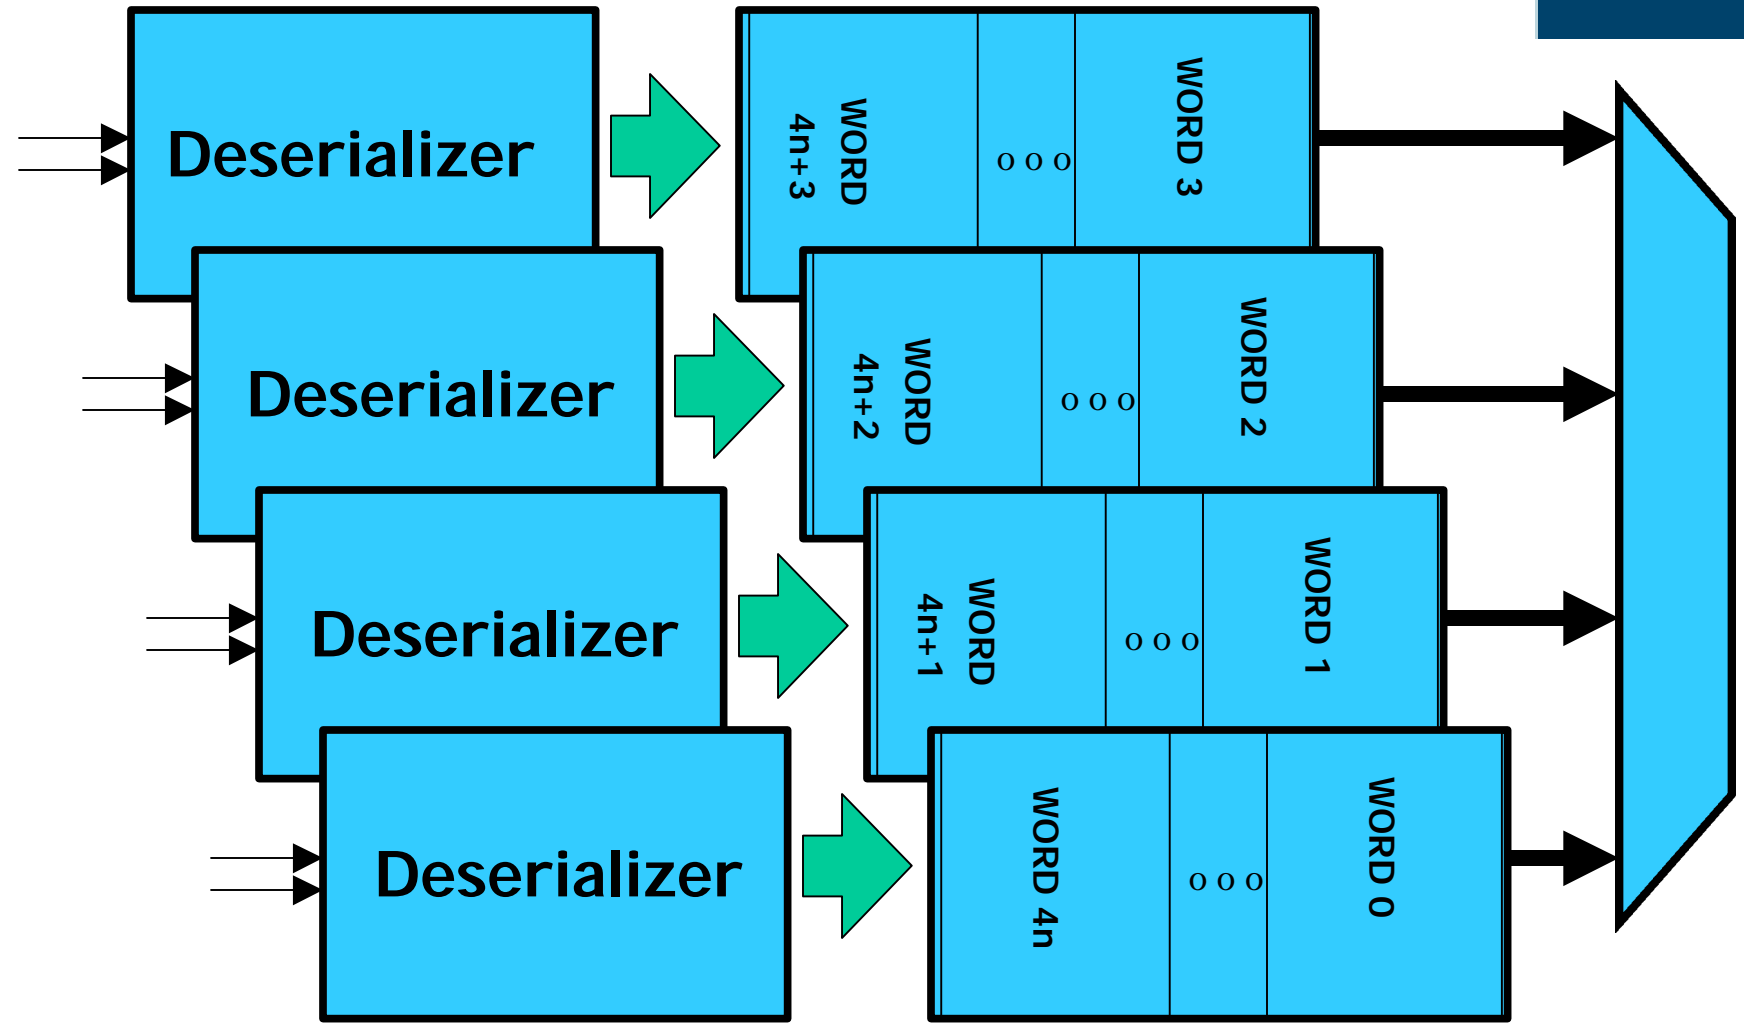 Deserializer
WORD
4n+3
o o o
WORD 3
Deserializer
WORD
4n+2
o o o
WORD 2
Deserializer
WORD
4n+1
o o o
WORD 1
Deserializer
WORD 4n
o o o
WORD 0